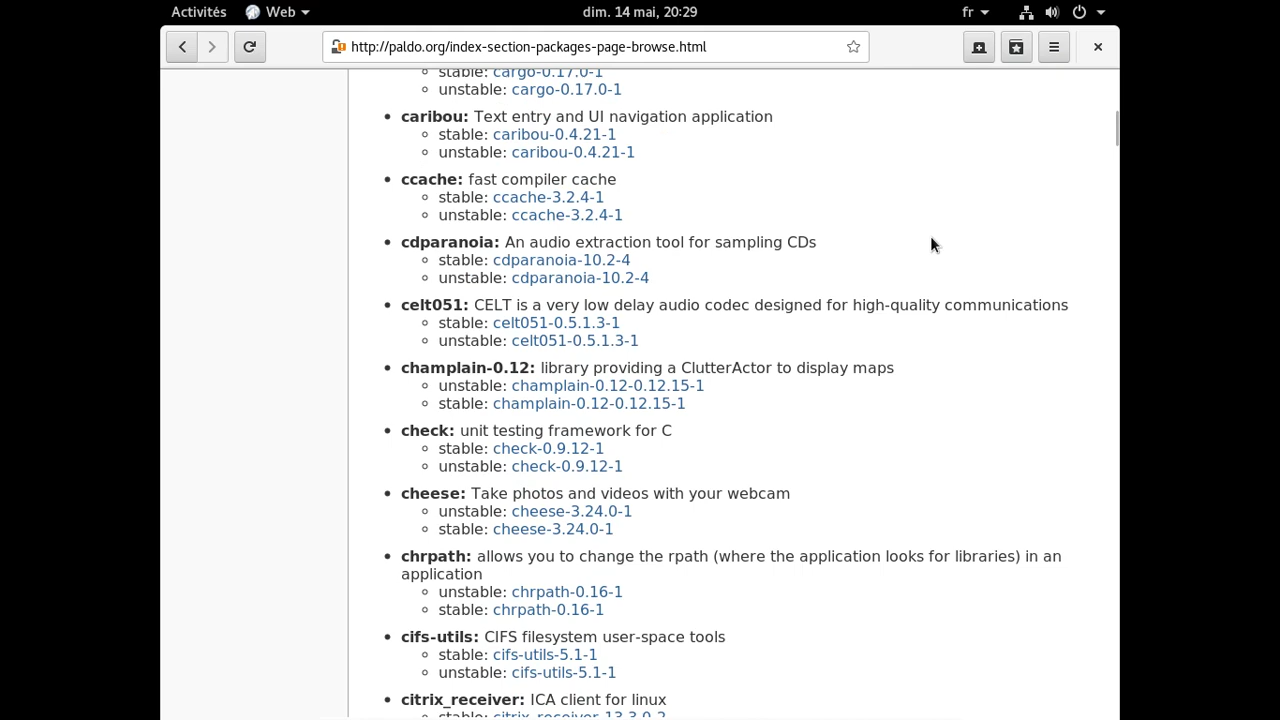 Activités Web dim. 14 mai, 20:29 fr
http://paldo.org/index-section-packages-page-browse.html
stable: cargo-0.17.0-1
unstable: cargo-0.17.0-1
caribou: Text entry and UI navigation application
stable: caribou-0.4.21-1
unstable: caribou-0.4.21-1
ccache: fast compiler cache
stable: ccache-3.2.4-1
unstable: ccache-3.2.4-1
cdparanoia: An audio extraction tool for sampling CDs
stable: cdparanoia-10.2-4
unstable: cdparanoia-10.2-4
celt051: CELT is a very low delay audio codec designed for high-quality communications
stable: celt051-0.5.1.3-1
unstable: celt051-0.5.1.3-1
champlain-0.12: library providing a ClutterActor to display maps
unstable: champlain-0.12-0.12.15-1
stable: champlain-0.12-0.12.15-1
check: unit testing framework for C
stable: check-0.9.12-1
unstable: check-0.9.12-1
cheese: Take photos and videos with your webcam
unstable: cheese-3.24.0-1
stable: cheese-3.24.0-1
chrpath: allows you to change the rpath (where the application looks for libraries) in an
application
unstable: chrpath-0.16-1
stable: chrpath-0.16-1
cifs-utils: CIFS filesystem user-space tools
stable: cifs-utils-5.1-1
unstable: cifs-utils-5.1-1
citrix_receiver: ICA client for linux
stable: citrix_receiver-13.3.0-2